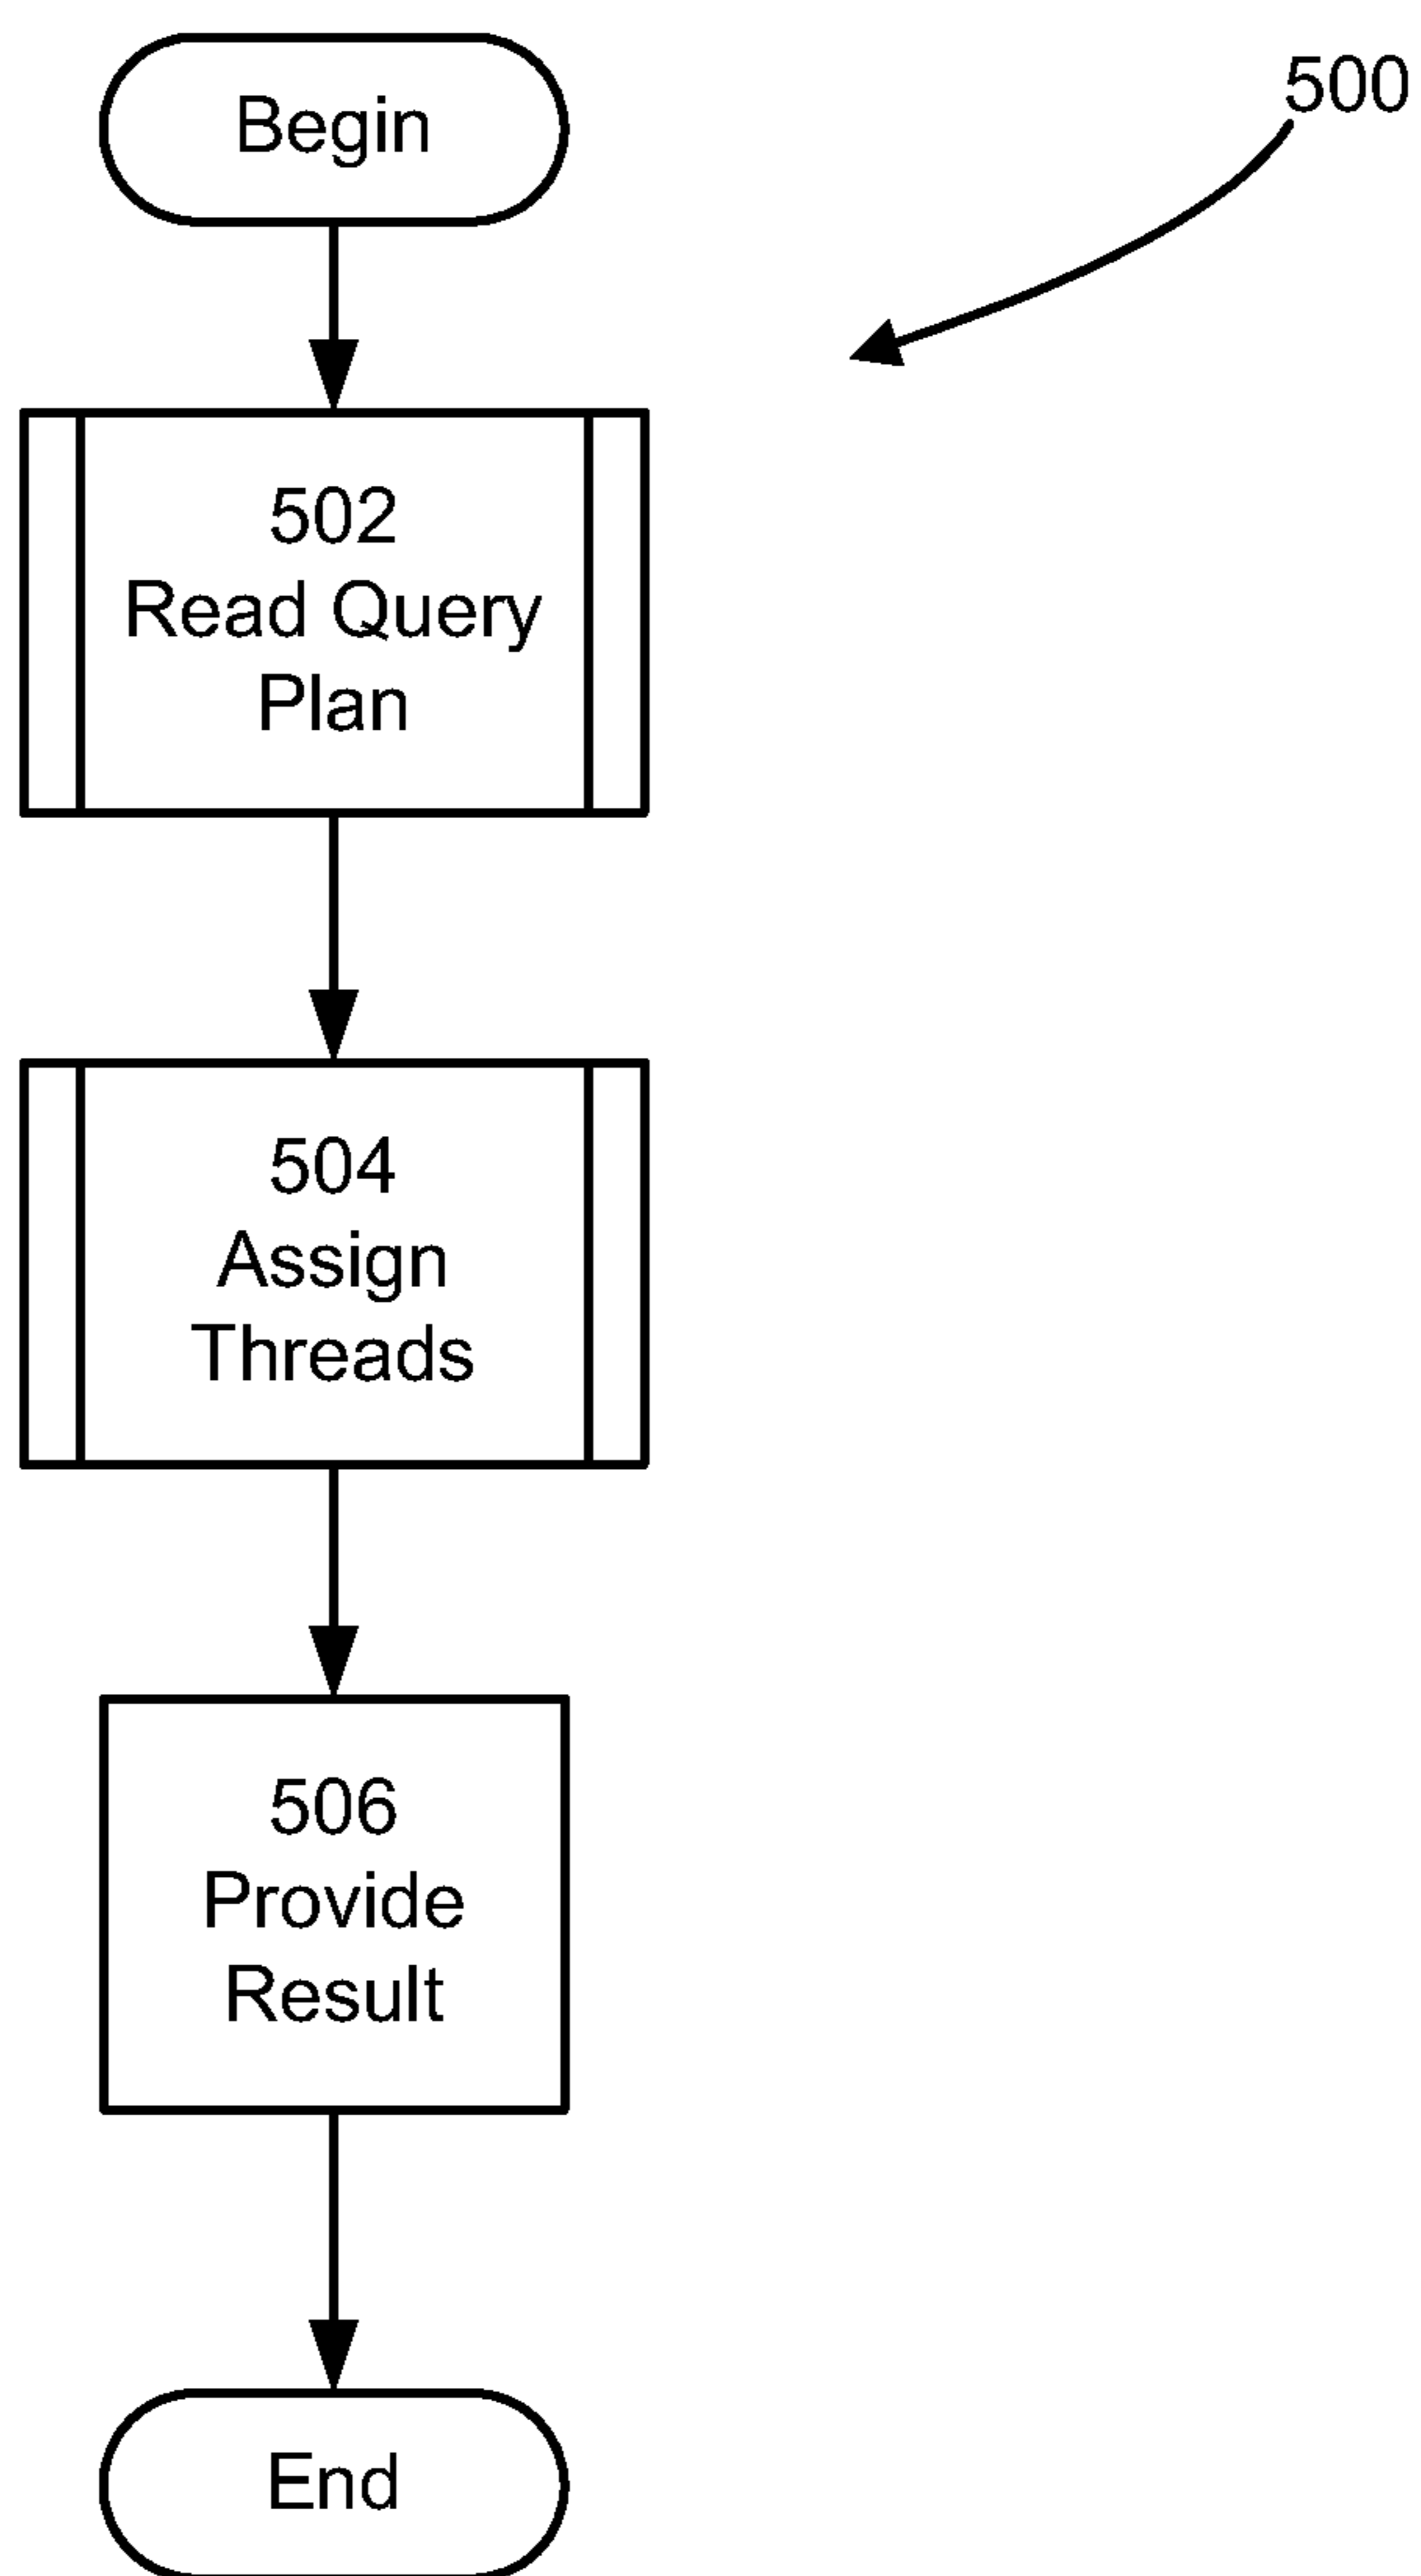 Begin
500
502
Read Query
Plan
504
Assign
Threads
506
Provide
Result
End